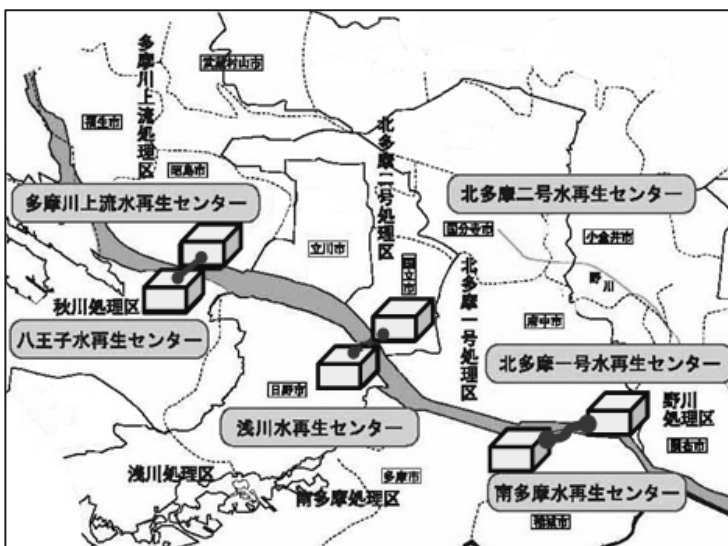 多摩川上流処理区
武蔵村山市
福生市
昭島市
北多摩二号処理区
多摩川上流水再生センター
北多摩二号水再生センター
国分寺市
小金井市
立川市
国立市
野川
北多摩一号処理区
秋川処理区
八王子水再生センター
府中市
北多摩一号水再生センター
日野市
浅川水再生センター
野川
処理区
調布市
浅川処理区
多摩市
南多摩処理区
南多摩水再生センター
稲城市